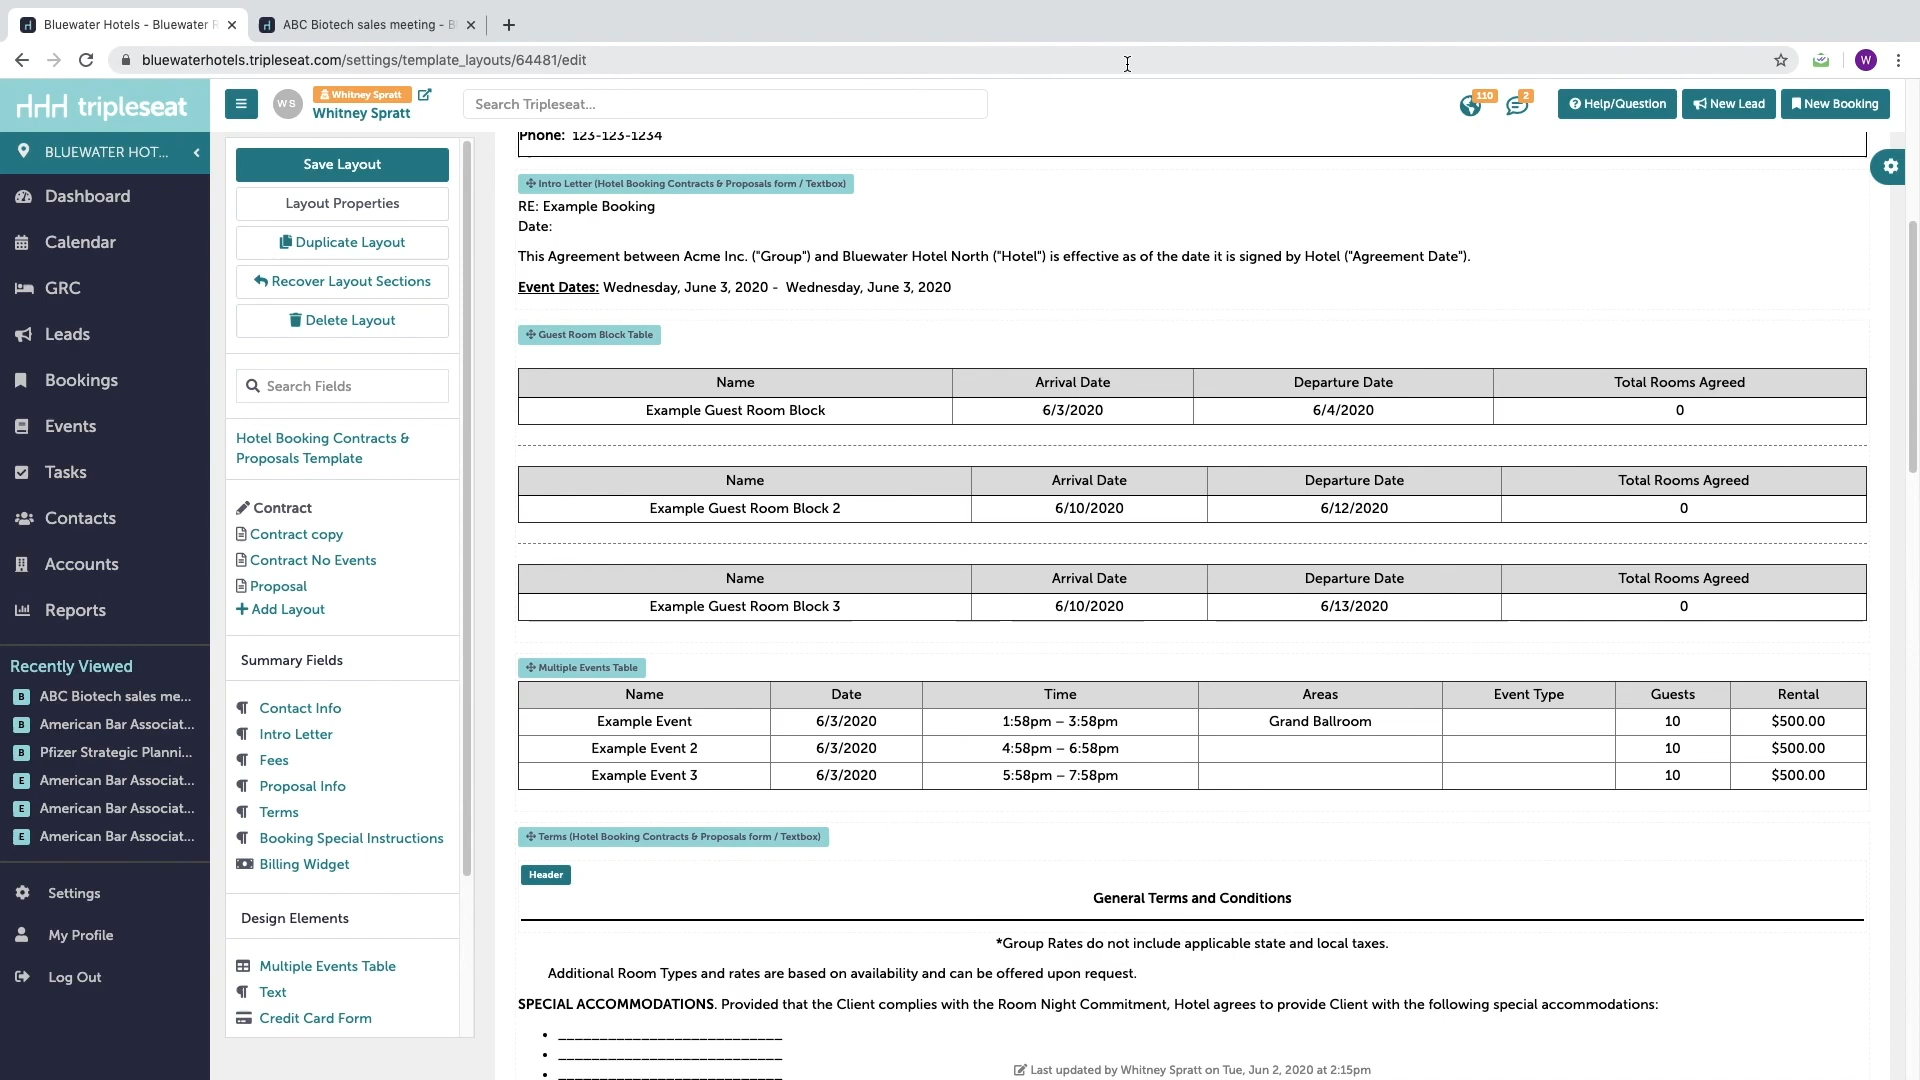 Bluewater Hotels - Bluewater R
ABC Biotech sales meeting - B
bluewaterhotels.tripleseat.com/settings/template_layouts/64481/edit
W
tripleseat
WS
Whitney Spratt
Whitney Spratt
Search Tripleseat...
110
2
Help/Question
New Lead
New Booking
BLUEWATER HOT...
Dashboard
Calendar
GRC
Leads
Bookings
Events
Tasks
Contacts
Accounts
Reports
Recently Viewed
B ABC Biotech sales me...
B American Bar Associat...
B Pfizer Strategic Planni...
E American Bar Associat...
E American Bar Associat...
E American Bar Associat...
Settings
My Profile
Log Out
Save Layout
Layout Properties
Duplicate Layout
Recover Layout Sections
Delete Layout
Search Fields
Hotel Booking Contracts &
Proposals Template
Contract
Contract copy
Contract No Events
Proposal
Add Layout
Summary Fields
Contact Info
Intro Letter
Fees
Proposal Info
Terms
Booking Special Instructions
Billing Widget
Design Elements
Multiple Events Table
Text
Credit Card Form
Phone: 123-123-1234
Intro Letter (Hotel Booking Contracts & Proposals form / Textbox)
RE: Example Booking
Date:
This Agreement between Acme Inc. ("Group") and Bluewater Hotel North ("Hotel") is effective as of the date it is signed by Hotel ("Agreement Date").
Event Dates: Wednesday, June 3, 2020 - Wednesday, June 3, 2020
Guest Room Block Table
Name Arrival Date Departure Date Total Rooms Agreed
Example Guest Room Block 6/3/2020 6/4/2020 0
Name Arrival Date Departure Date Total Rooms Agreed
Example Guest Room Block 2 6/10/2020 6/12/2020 0
Name Arrival Date Departure Date Total Rooms Agreed
Example Guest Room Block 3 6/10/2020 6/13/2020 0
Multiple Events Table
Name Date Time Areas Event Type Guests Rental
Example Event 6/3/2020 1:58pm – 3:58pm Grand Ballroom 10 $500.00
Example Event 2 6/3/2020 4:58pm – 6:58pm 10 $500.00
Example Event 3 6/3/2020 5:58pm – 7:58pm 10 $500.00
Terms (Hotel Booking Contracts & Proposals form / Textbox)
Header
General Terms and Conditions
*Group Rates do not include applicable state and local taxes.
Additional Room Types and rates are based on availability and can be offered upon request.
SPECIAL ACCOMMODATIONS. Provided that the Client complies with the Room Night Commitment, Hotel agrees to provide Client with the following special accommodations:
• ___________________________
• ___________________________
• ___________________________
Last updated by Whitney Spratt on Tue, Jun 2, 2020 at 2:15pm